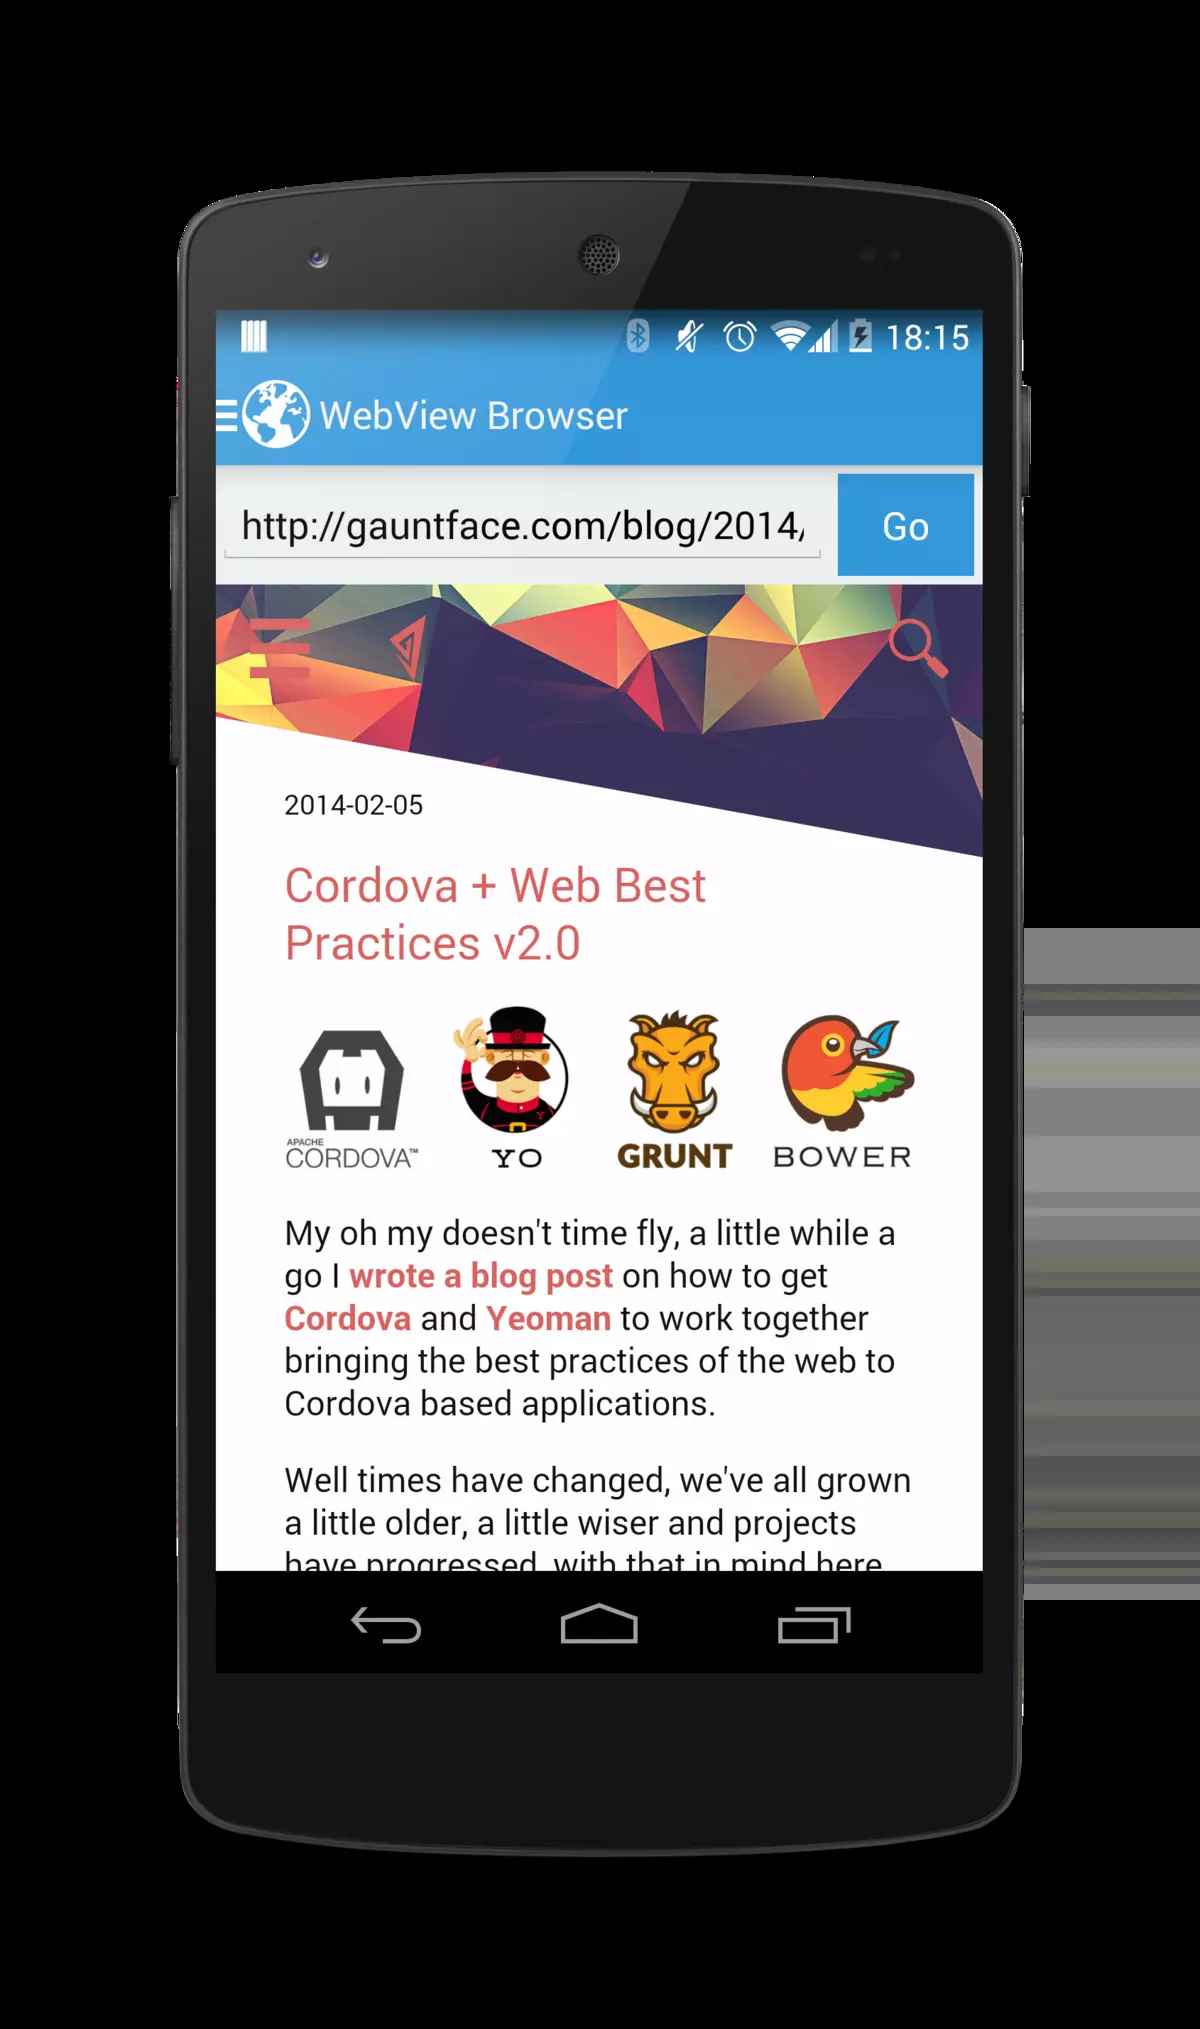 18:15
WebView Browser
http://gauntface.com/blog/2014/
Go
2014-02-05
Cordova + Web Best
Practices v2.0
APACHE
CORDOVA™
YO
GRUNT
BOWER
My oh my doesn't time fly, a little while a
go I wrote a blog post on how to get
Cordova and Yeoman to work together
bringing the best practices of the web to
Cordova based applications.
Well times have changed, we've all grown
a little older, a little wiser and projects
have progressed, with that in mind here